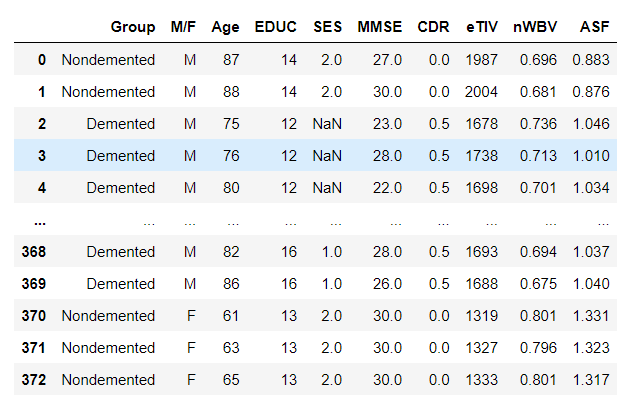 Group M/F Age EDUC SES MMSE CDR eTIV nWBV ASF
0 Nondemented M 87 14 2.0 27.0 0.0 1987 0.696 0.883
1 Nondemented M 88 14 2.0 30.0 0.0 2004 0.681 0.876
2 Demented M 75 12 NaN 23.0 0.5 1678 0.736 1.046
3 Demented M 76 12 NaN 28.0 0.5 1738 0.713 1.010
4 Demented M 80 12 NaN 22.0 0.5 1698 0.701 1.034
... ... ... ... ... ... ... ... ... ... ...
368 Demented M 82 16 1.0 28.0 0.5 1693 0.694 1.037
369 Demented M 86 16 1.0 26.0 0.5 1688 0.675 1.040
370 Nondemented F 61 13 2.0 30.0 0.0 1319 0.801 1.331
371 Nondemented F 63 13 2.0 30.0 0.0 1327 0.796 1.323
372 Nondemented F 65 13 2.0 30.0 0.0 1333 0.801 1.317